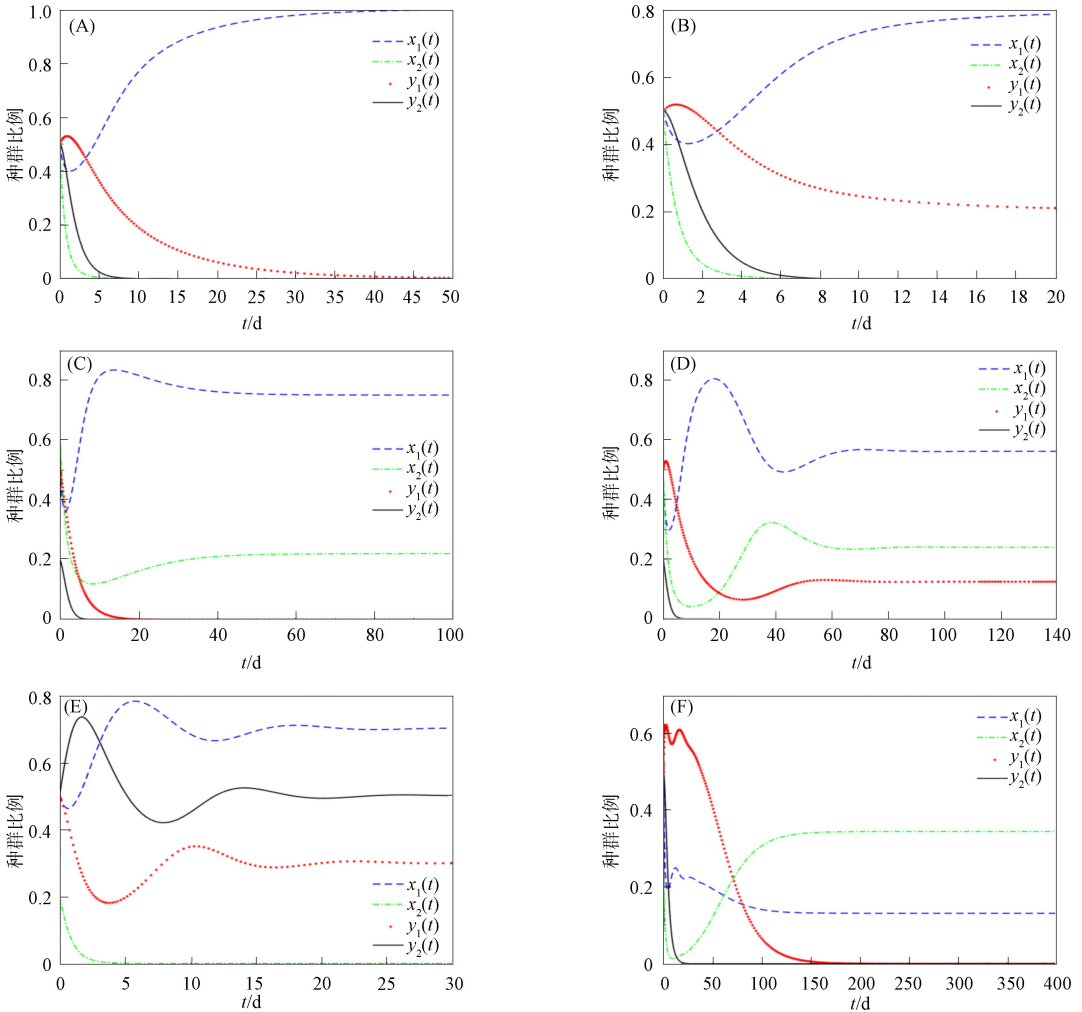 (A)
1.0
0.8
0.6
0.4
0.2
0
种群比例
x₁(t)
x₂(t)
y₁(t)
y₂(t)
0 5 10 15 20 25 30 35 40 45 50
t/d
(B)
0.8
0.6
0.4
0.2
0
种群比例
x₁(t)
x₂(t)
y₁(t)
y₂(t)
0 2 4 6 8 10 12 14 16 18 20
t/d
(C)
0.8
0.6
0.4
0.2
0
种群比例
x₁(t)
x₂(t)
y₁(t)
y₂(t)
0 20 40 60 80 100
t/d
(D)
0.8
0.6
0.4
0.2
0
种群比例
x₁(t)
x₂(t)
y₁(t)
y₂(t)
0 20 40 60 80 100 120 140
t/d
(E)
0.8
0.6
0.4
0.2
0
种群比例
x₁(t)
x₂(t)
y₁(t)
y₂(t)
0 5 10 15 20 25 30
t/d
(F)
0.6
0.4
0.2
0
种群比例
x₁(t)
x₂(t)
y₁(t)
y₂(t)
0 50 100 150 200 250 300 350 400
t/d